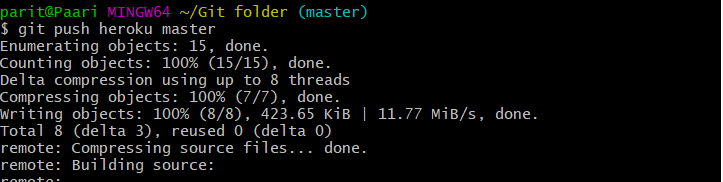 parit@Paari MINGW64 ~/Git folder (master)
$ git push heroku master
Enumerating objects: 15, done.
Counting objects: 100% (15/15), done.
Delta compression using up to 8 threads
Compressing objects: 100% (7/7), done.
Writing objects: 100% (8/8), 423.65 KiB | 11.77 MiB/s, done.
Total 8 (delta 3), reused 0 (delta 0)
remote: Compressing source files... done.
remote: Building source:
remote: